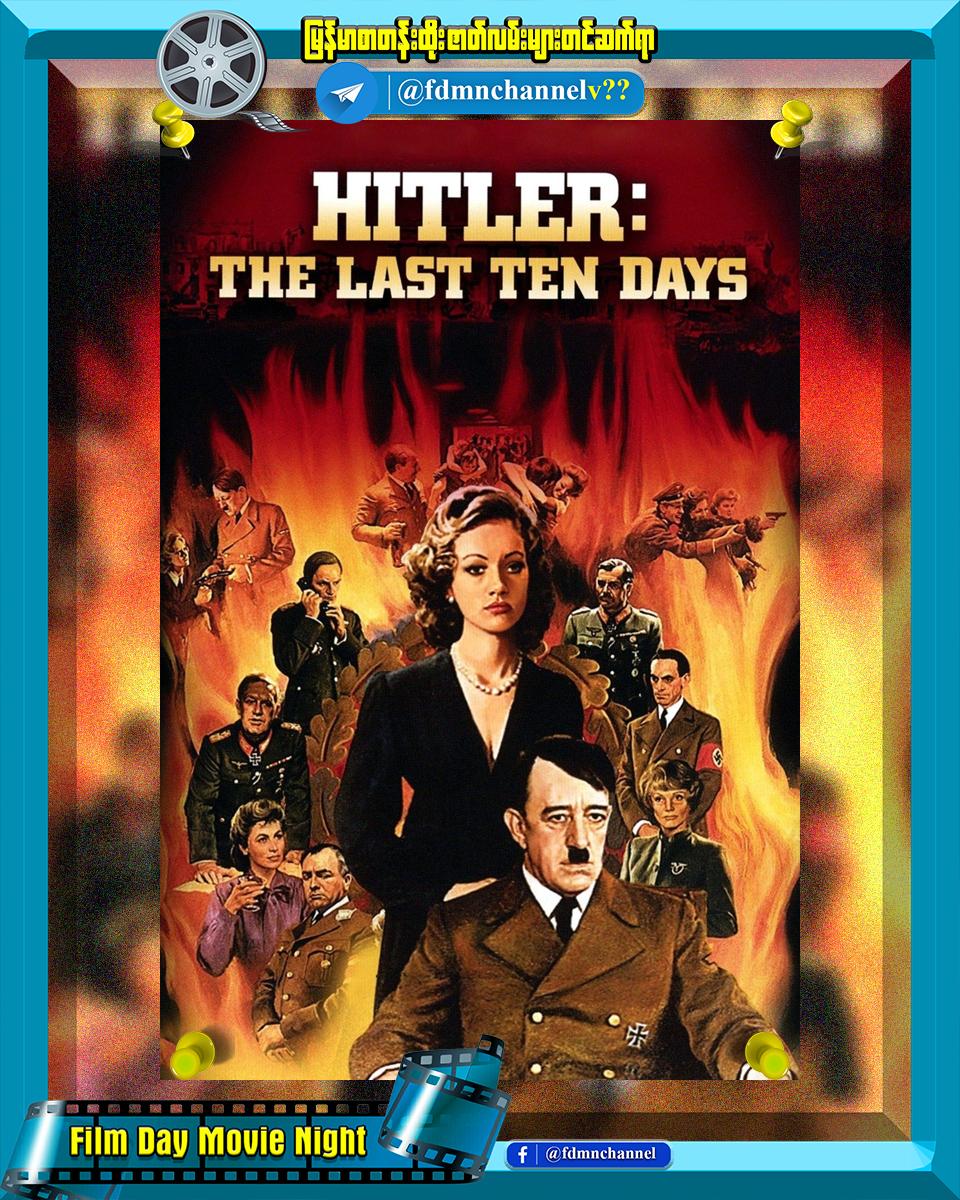 မြန်မာစာတန်းထိုးဇာတ်လမ်းများတင်ဆက်ရာ
@fdmnchannelv??
HITLER:
THE LAST TEN DAYS
Film Day Movie Night
f | @fdmnchannel